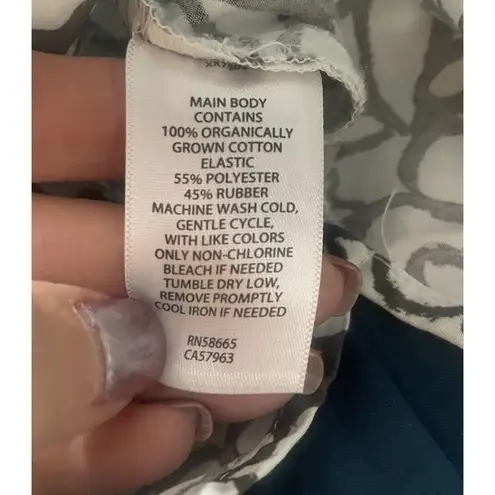 MAIN BODY
CONTAINS
100% ORGANICALLY
GROWN COTTON
ELASTIC
55% POLYESTER
45% RUBBER
MACHINE WASH COLD,
GENTLE CYCLE,
WITH LIKE COLORS
ONLY NON-CHLORINE
BLEACH IF NEEDED
TUMBLE DRY LOW,
REMOVE PROMPTLY
COOL IRON IF NEEDED
RN58665
CA57963